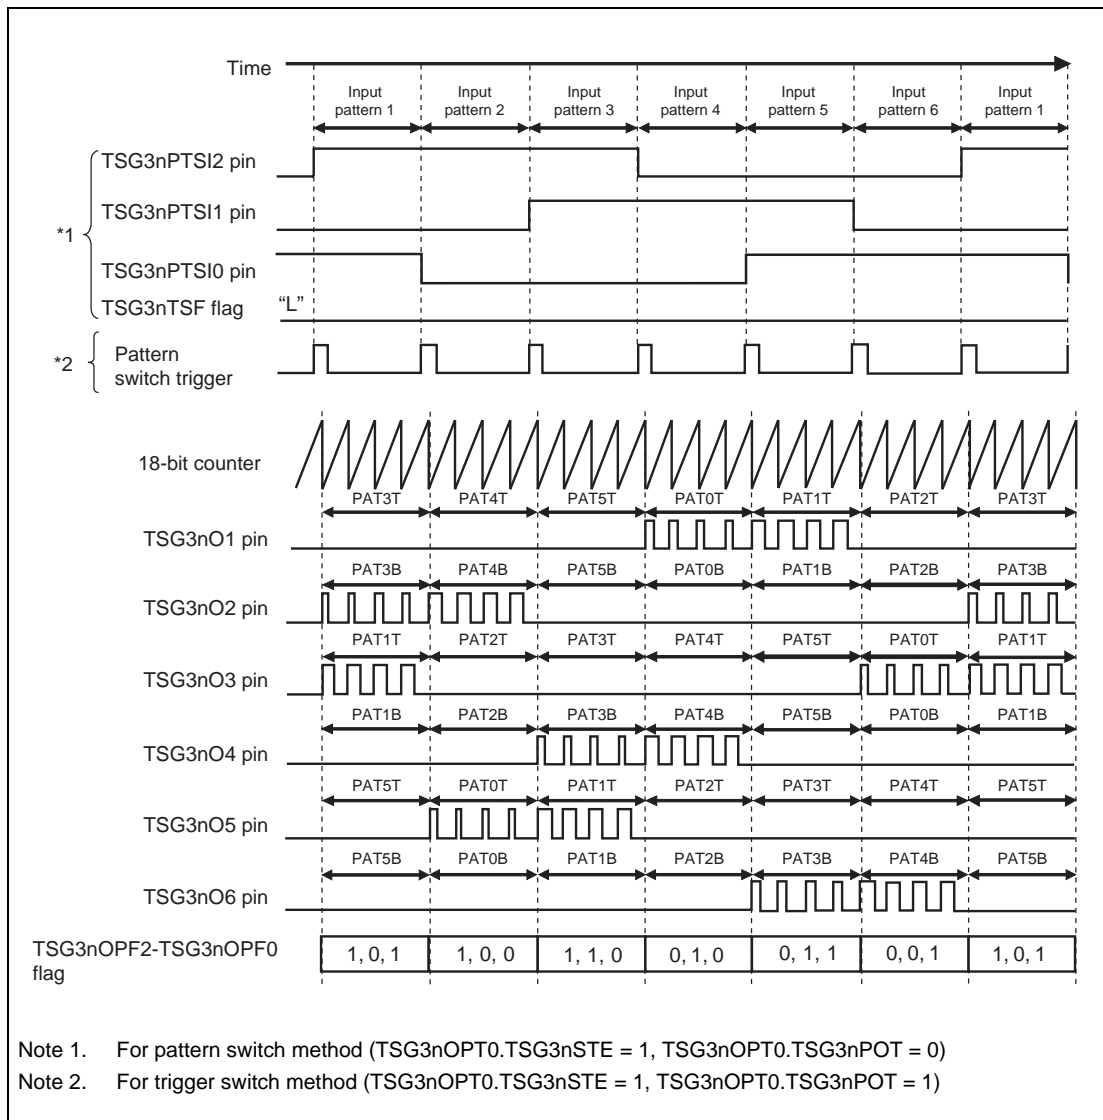 Time
Input pattern 1
Input pattern 2
Input pattern 3
Input pattern 4
Input pattern 5
Input pattern 6
Input pattern 1
*1
TSG3nPTSI2 pin
TSG3nPTSI1 pin
TSG3nPTSI0 pin
TSG3nTSF flag
“L”
*2
Pattern
switch trigger
18-bit counter
PAT3T PAT4T PAT5T PAT0T PAT1T PAT2T PAT3T
TSG3nO1 pin
PAT3B PAT4B PAT5B PAT0B PAT1B PAT2B PAT3B
TSG3nO2 pin
PAT1T PAT2T PAT3T PAT4T PAT5T PAT0T PAT1T
TSG3nO3 pin
PAT1B PAT2B PAT3B PAT4B PAT5B PAT0B PAT1B
TSG3nO4 pin
PAT5T PAT0T PAT1T PAT2T PAT3T PAT4T PAT5T
TSG3nO5 pin
PAT5B PAT0B PAT1B PAT2B PAT3B PAT4B PAT5B
TSG3nO6 pin
TSG3nOPF2-TSG3nOPF0
flag
1, 0, 1 1, 0, 0 1, 1, 0 0, 1, 0 0, 1, 1 0, 0, 1 1, 0, 1
Note 1. For pattern switch method (TSG3nOPT0.TSG3nSTE = 1, TSG3nOPT0.TSG3nPOT = 0)
Note 2. For trigger switch method (TSG3nOPT0.TSG3nSTE = 1, TSG3nOPT0.TSG3nPOT = 1)